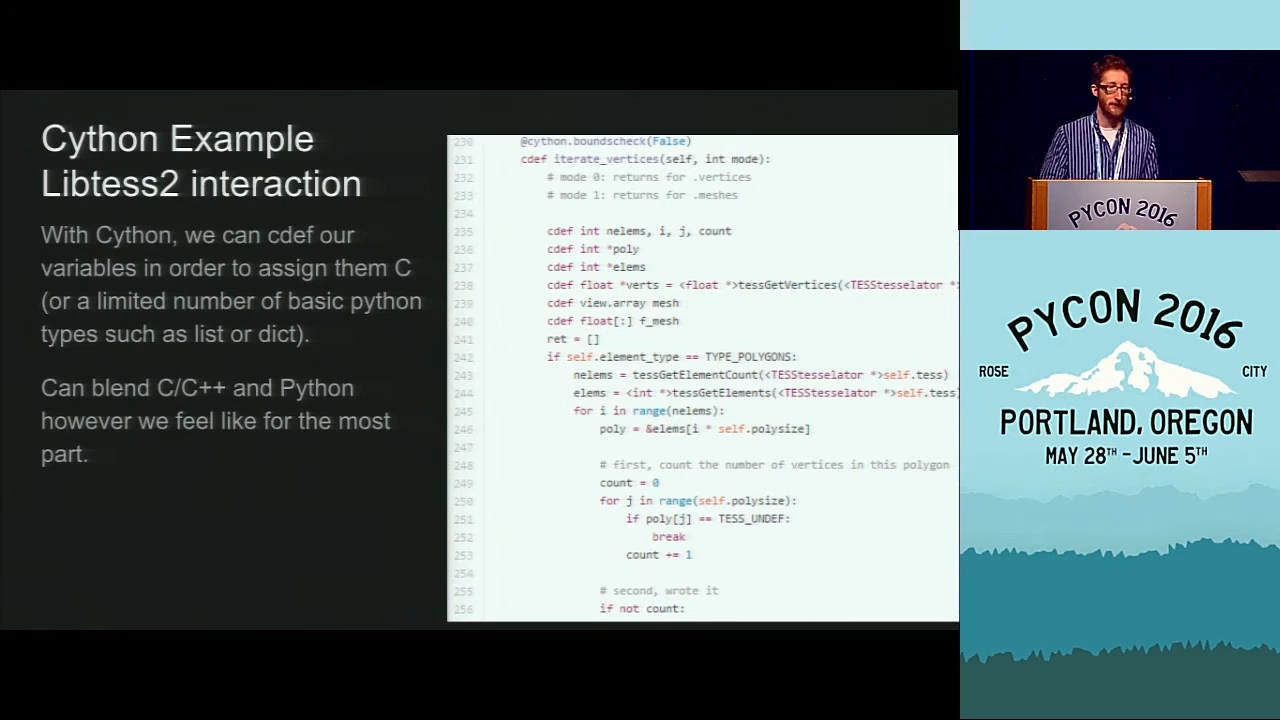 Cython Example
Libtess2 interaction
With Cython, we can cdef our
variables in order to assign them C
(or a limited number of basic python
types such as list or dict).
Can blend C/C++ and Python
however we feel like for the most
part.
230 @cython.boundscheck(False)
231 cdef iterate_vertices(self, int mode):
232 # mode 0: returns for .vertices
233 # mode 1: returns for .meshes
234
235 cdef int nelems, i, j, count
236 cdef int *poly
237 cdef int *elems
238 cdef float *verts = <float *>tessGetVertices(<TESStesselator *>
239 cdef view.array mesh
240 cdef float[:] f_mesh
241 ret = []
242 if self.element_type == TYPE_POLYGONS:
243 nelems = tessGetElementCount(<TESStesselator *>self.tess)
244 elems = <int *>tessGetElements(<TESStesselator *>self.tess)
245 for i in range(nelems):
246 poly = &elems[i * self.polysize]
247
248 # first, count the number of vertices in this polygon
249 count = 0
250 for j in range(self.polysize):
251 if poly[j] == TESS_UNDEF:
252 break
253 count += 1
254
255 # second, wrote it
256 if not count:
PYCON 2016
PYCON 2016
ROSE CITY
PORTLAND, OREGON
MAY 28TH - JUNE 5TH